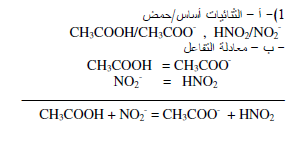 1)- أ – الثنائيات أساس/حمض
CH₃COOH/CH₃COO⁻ , HNO₂/NO₂⁻
– ب – معادلة التفاعل
CH₃COOH = CH₃COO⁻
NO₂⁻ = HNO₂
CH₃COOH + NO₂⁻ = CH₃COO⁻ + HNO₂